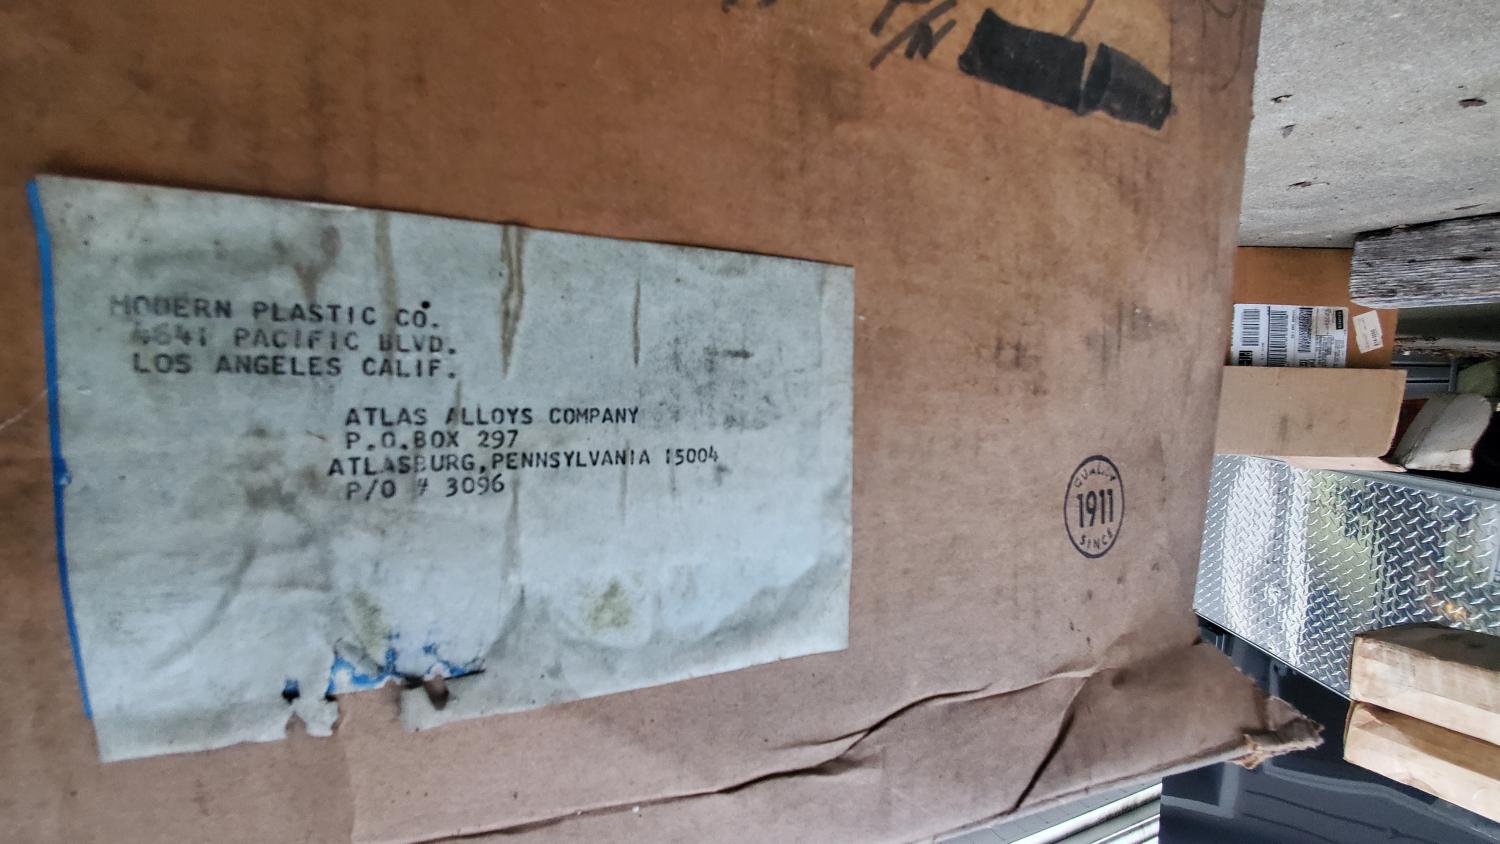 P/N
MODERN PLASTIC CO.
4641 PACIFIC BLVD.
LOS ANGELES CALIF.
ATLAS ALLOYS COMPANY
P.O.BOX 297
ATLASBURG,PENNSYLVANIA 15004
P/O # 3096
QUALITY
1911
SINCE